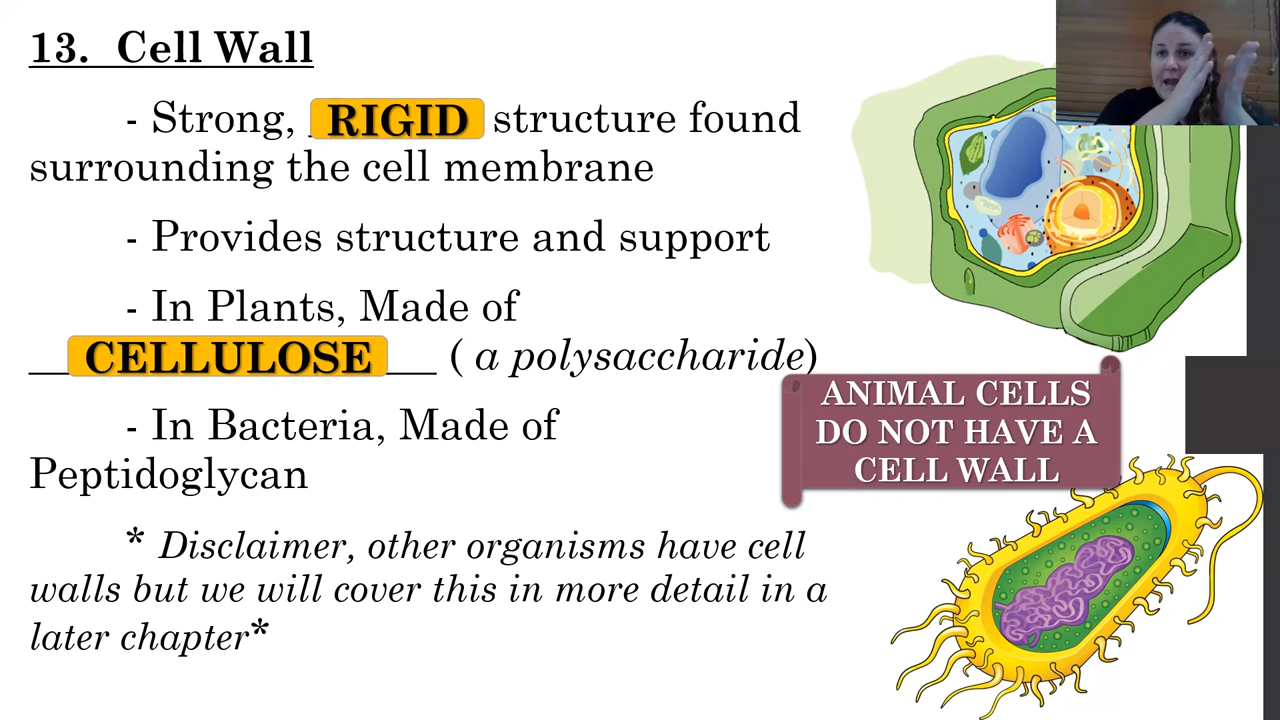 13. Cell Wall
- Strong, RIGID structure found
surrounding the cell membrane
- Provides structure and support
- In Plants, Made of
CELLULOSE ( a polysaccharide)
- In Bacteria, Made of
Peptidoglycan
* Disclaimer, other organisms have cell
walls but we will cover this in more detail in a
later chapter*
ANIMAL CELLS
DO NOT HAVE A
CELL WALL